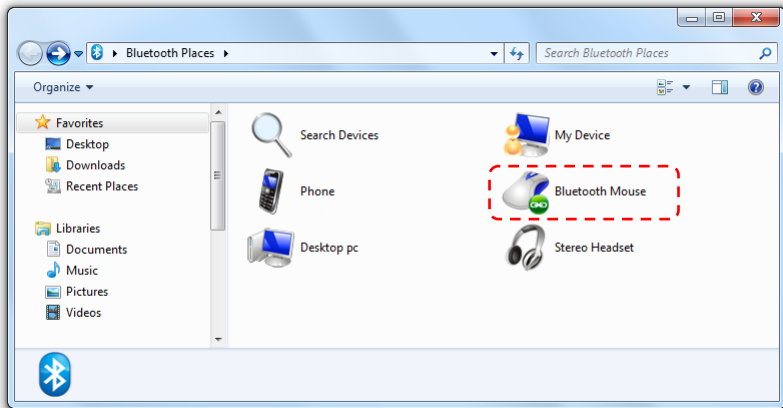 Bluetooth Places
Search Bluetooth Places
Organize
Favorites
Desktop
Downloads
Recent Places
Libraries
Documents
Music
Pictures
Videos
Search Devices
My Device
Phone
Bluetooth Mouse
Desktop pc
Stereo Headset